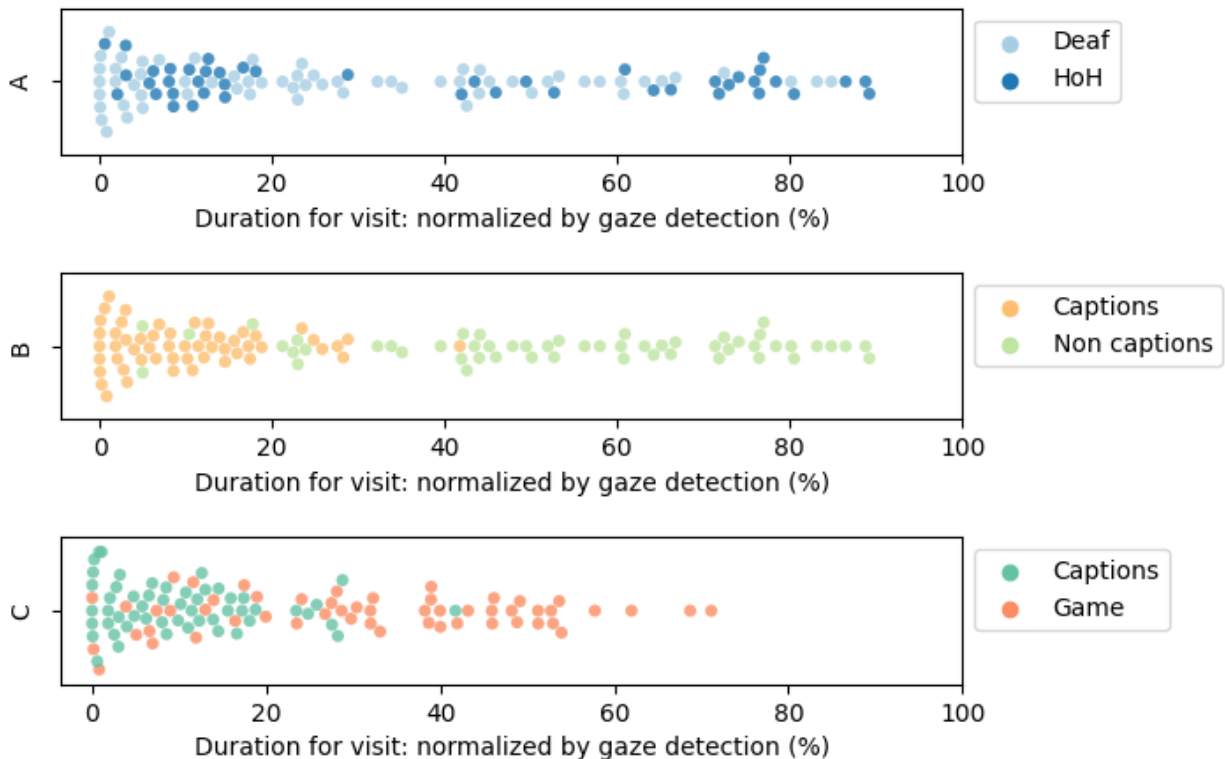 A
Deaf
HoH
0 20 40 60 80 100
Duration for visit: normalized by gaze detection (%)
B
Captions
Non captions
0 20 40 60 80 100
Duration for visit: normalized by gaze detection (%)
C
Captions
Game
0 20 40 60 80 100
Duration for visit: normalized by gaze detection (%)